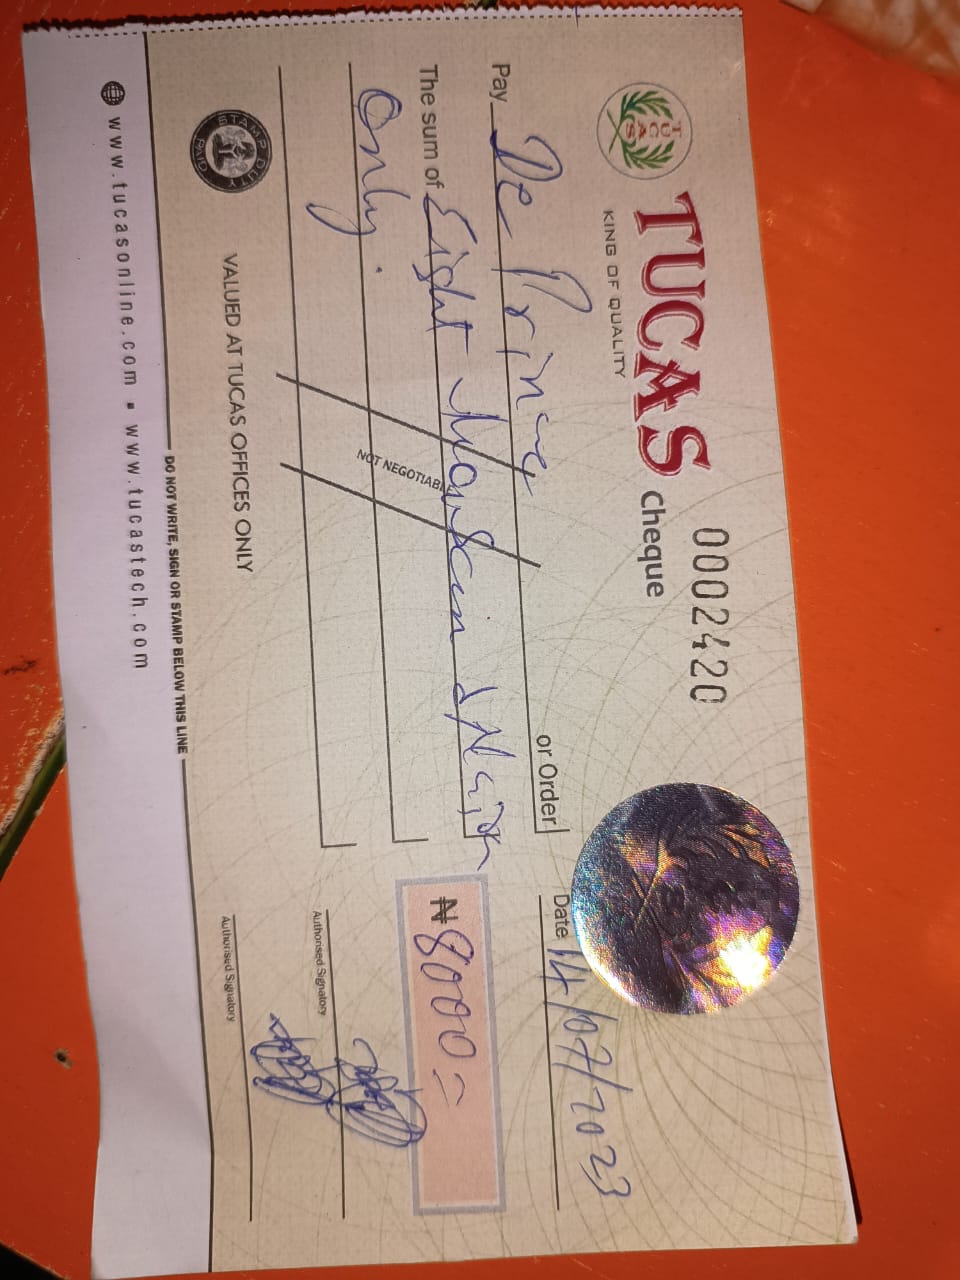 0002420
TUCAS
TUCAS cheque
KING OF QUALITY
Date 14/07/2023
Pay De Prince or Order
The sum of Eight thousand Naira
only.
₦8000=
NOT NEGOTIABLE
Authorised Signatory
STAMP DUTY PAID
VALUED AT TUCAS OFFICES ONLY
Authorised Signatory
DO NOT WRITE, SIGN OR STAMP BELOW THIS LINE
www.tucasonline.com ▪ www.tucastech.com